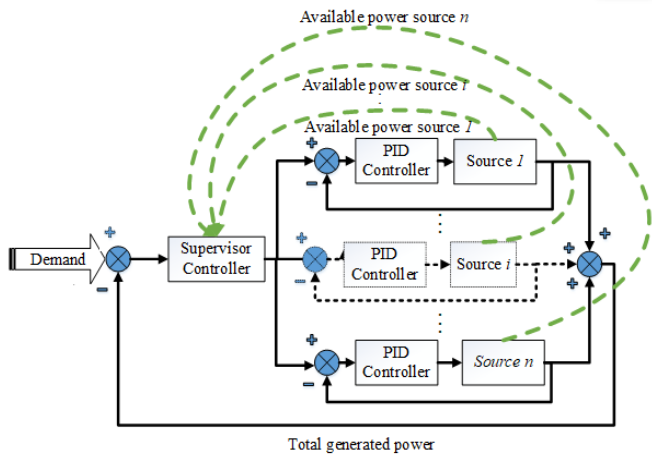 Available power source n
Available power source i
:
Available power source 1
+
PID
Controller
Source 1
−
+
+
Demand
−
Supervisor
Controller
+
−
⋮
PID
Controller
Source i
+
+
⋮
+
−
PID
Controller
Source n
Total generated power